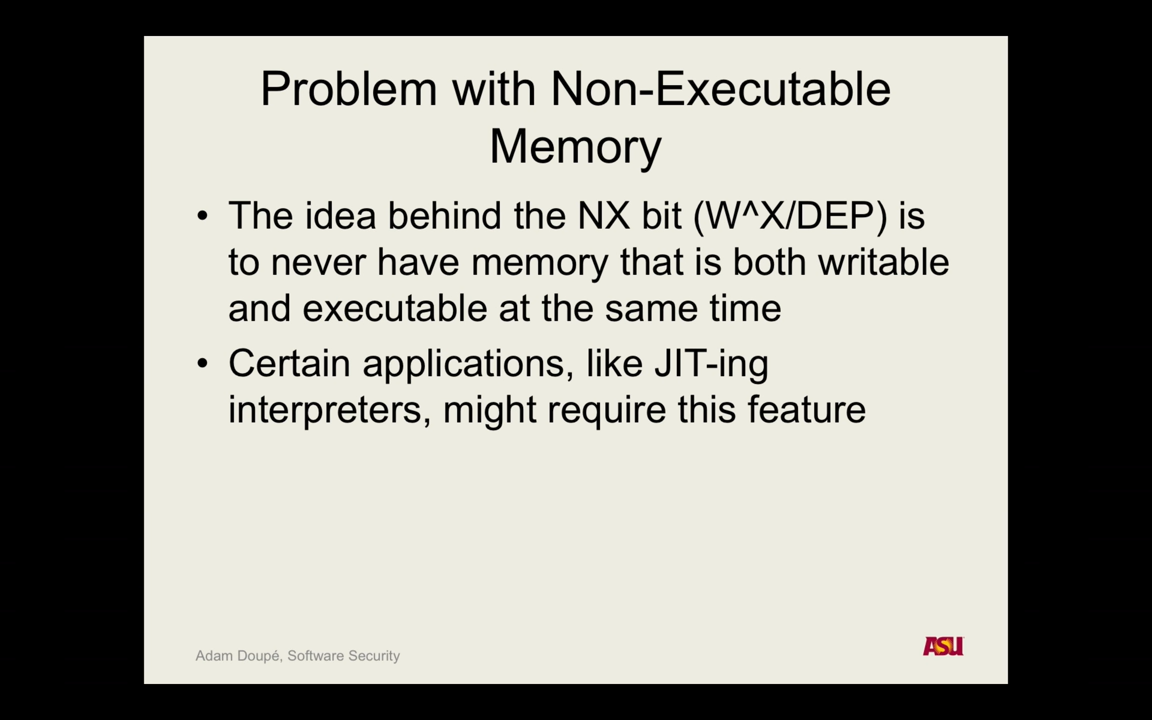 Problem with Non-Executable
Memory
• The idea behind the NX bit (W^X/DEP) is
to never have memory that is both writable
and executable at the same time
• Certain applications, like JIT-ing
interpreters, might require this feature
Adam Doupé, Software Security
ASU